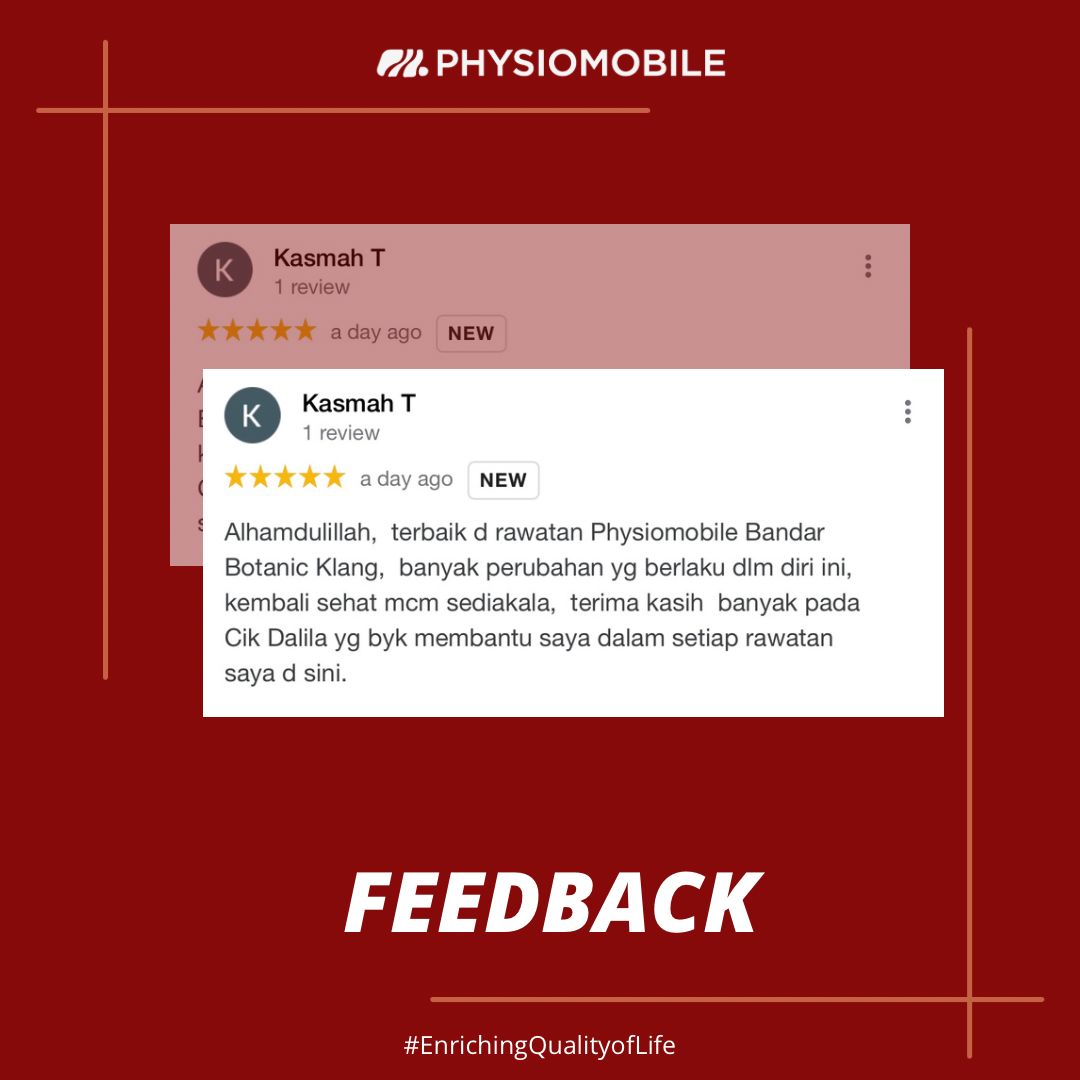 PHYSIOMOBILE
K
Kasmah T
1 review
a day ago NEW
K
Kasmah T
1 review
a day ago NEW
Alhamdulillah,  terbaik d rawatan Physiomobile Bandar
Botanic Klang,  banyak perubahan yg berlaku dlm diri ini,
kembali sehat mcm sediakala,  terima kasih  banyak pada
Cik Dalila yg byk membantu saya dalam setiap rawatan
saya d sini.
FEEDBACK
#EnrichingQualityofLife